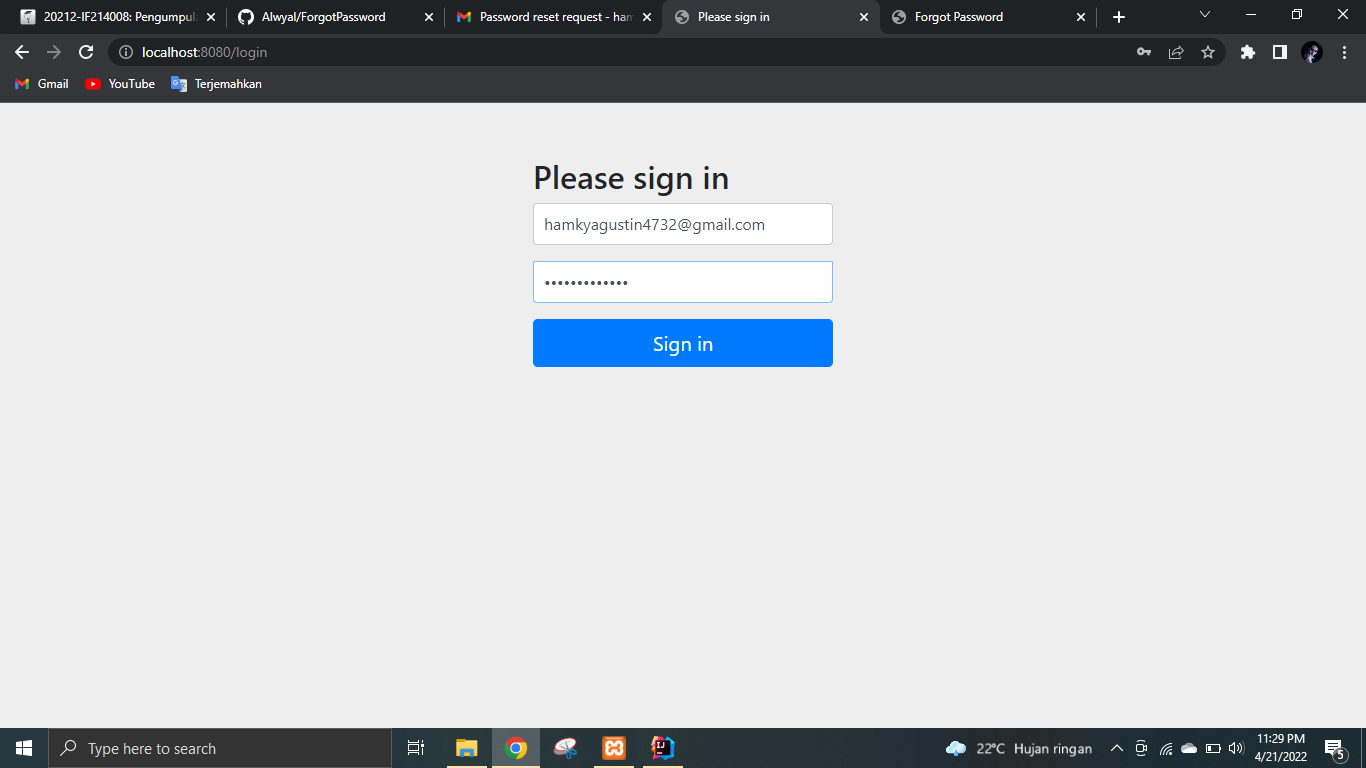 20212-IF214008: Pengumpul
Alwyal/ForgotPassword
Password reset request - ham
Please sign in
Forgot Password
localhost:8080/login
Gmail
YouTube
Terjemahkan
Please sign in
hamkyagustin4732@gmail.com
•••••••••••••
Sign in
Type here to search
22°C Hujan ringan
11:29 PM
4/21/2022
5